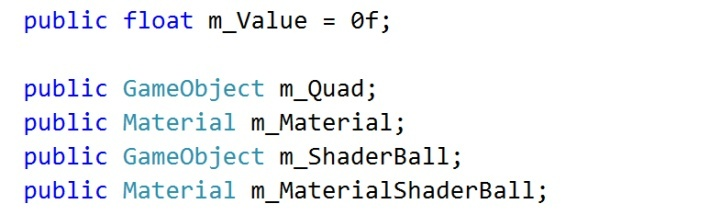 public float m_Value = 0f;
public GameObject m_Quad;
public Material m_Material;
public GameObject m_ShaderBall;
public Material m_MaterialShaderBall;